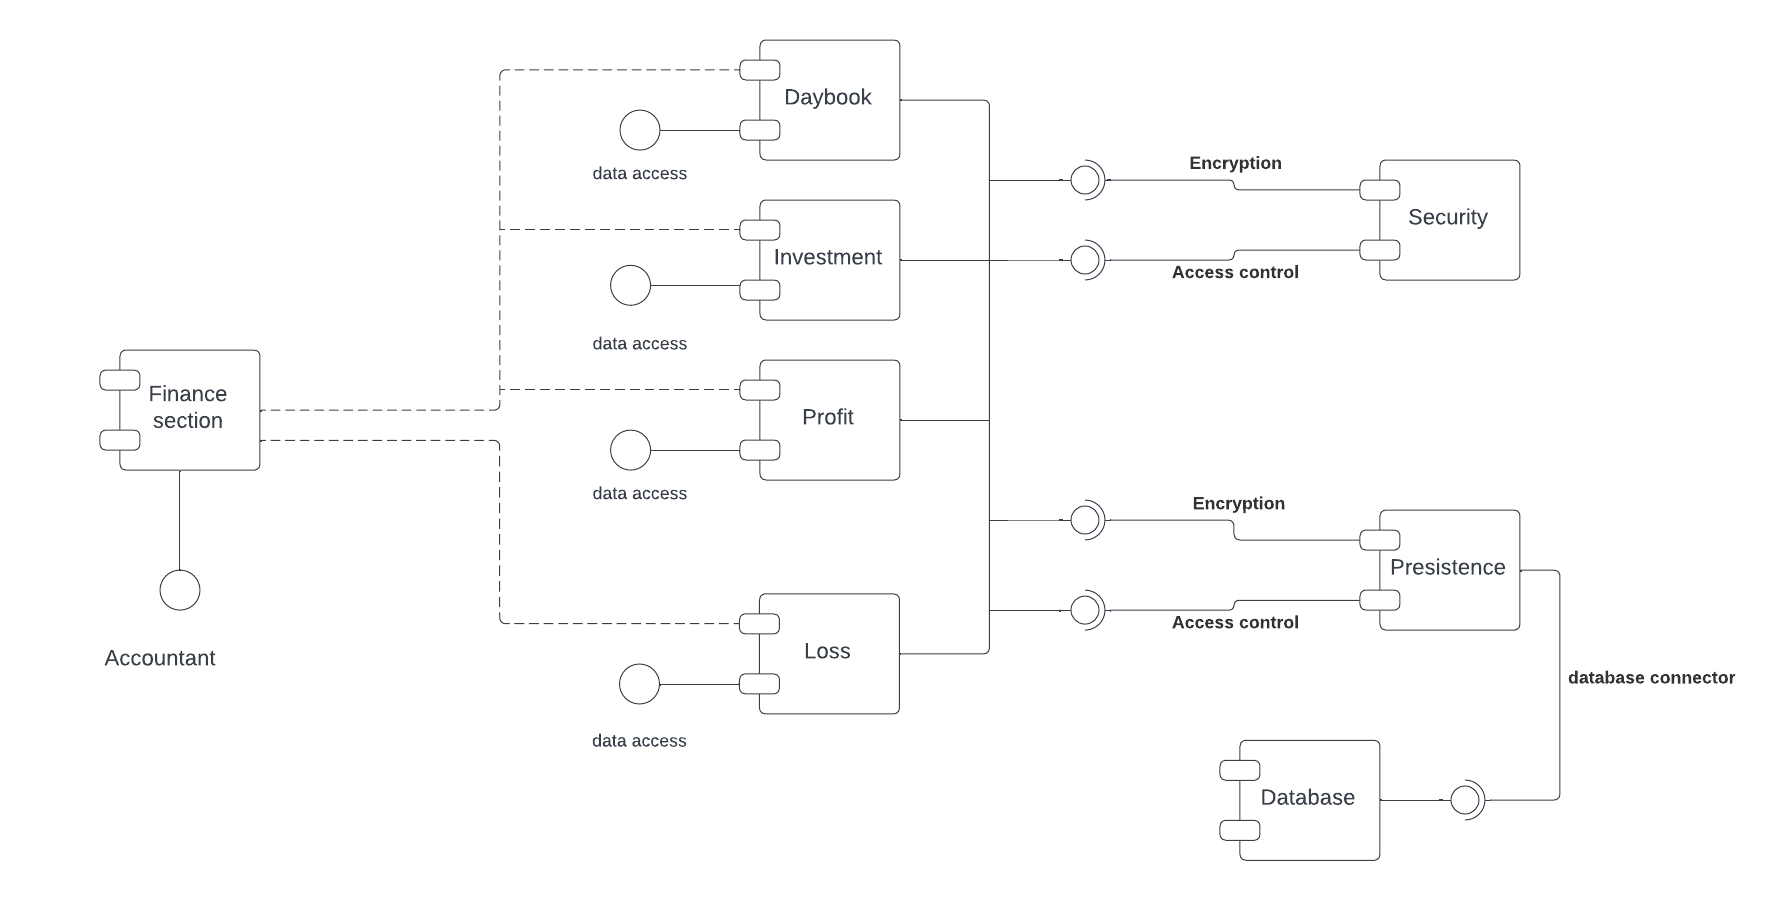 Daybook
data access
Encryption
Security
Investment
Access control
data access
Finance
section
Profit
data access
Encryption
Presistence
Access control
Loss
Accountant
database connector
data access
Database